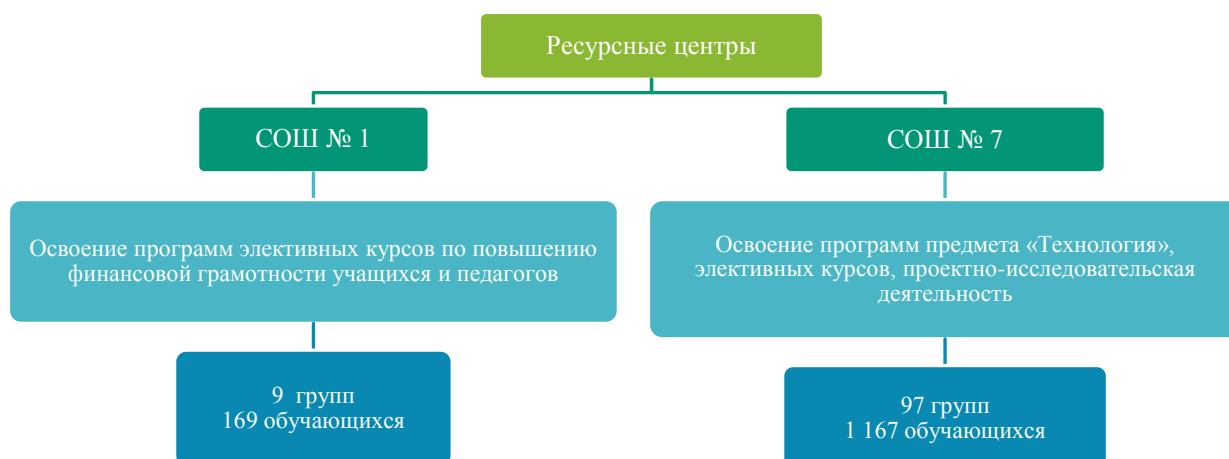 Ресурсные центры
СОШ № 1
СОШ № 7
Освоение программ элективных курсов по повышению
финансовой грамотности учащихся и педагогов
Освоение программ предмета «Технология»,
элективных курсов, проектно-исследовательская
деятельность
9 групп
169 обучающихся
97 групп
1 167 обучающихся